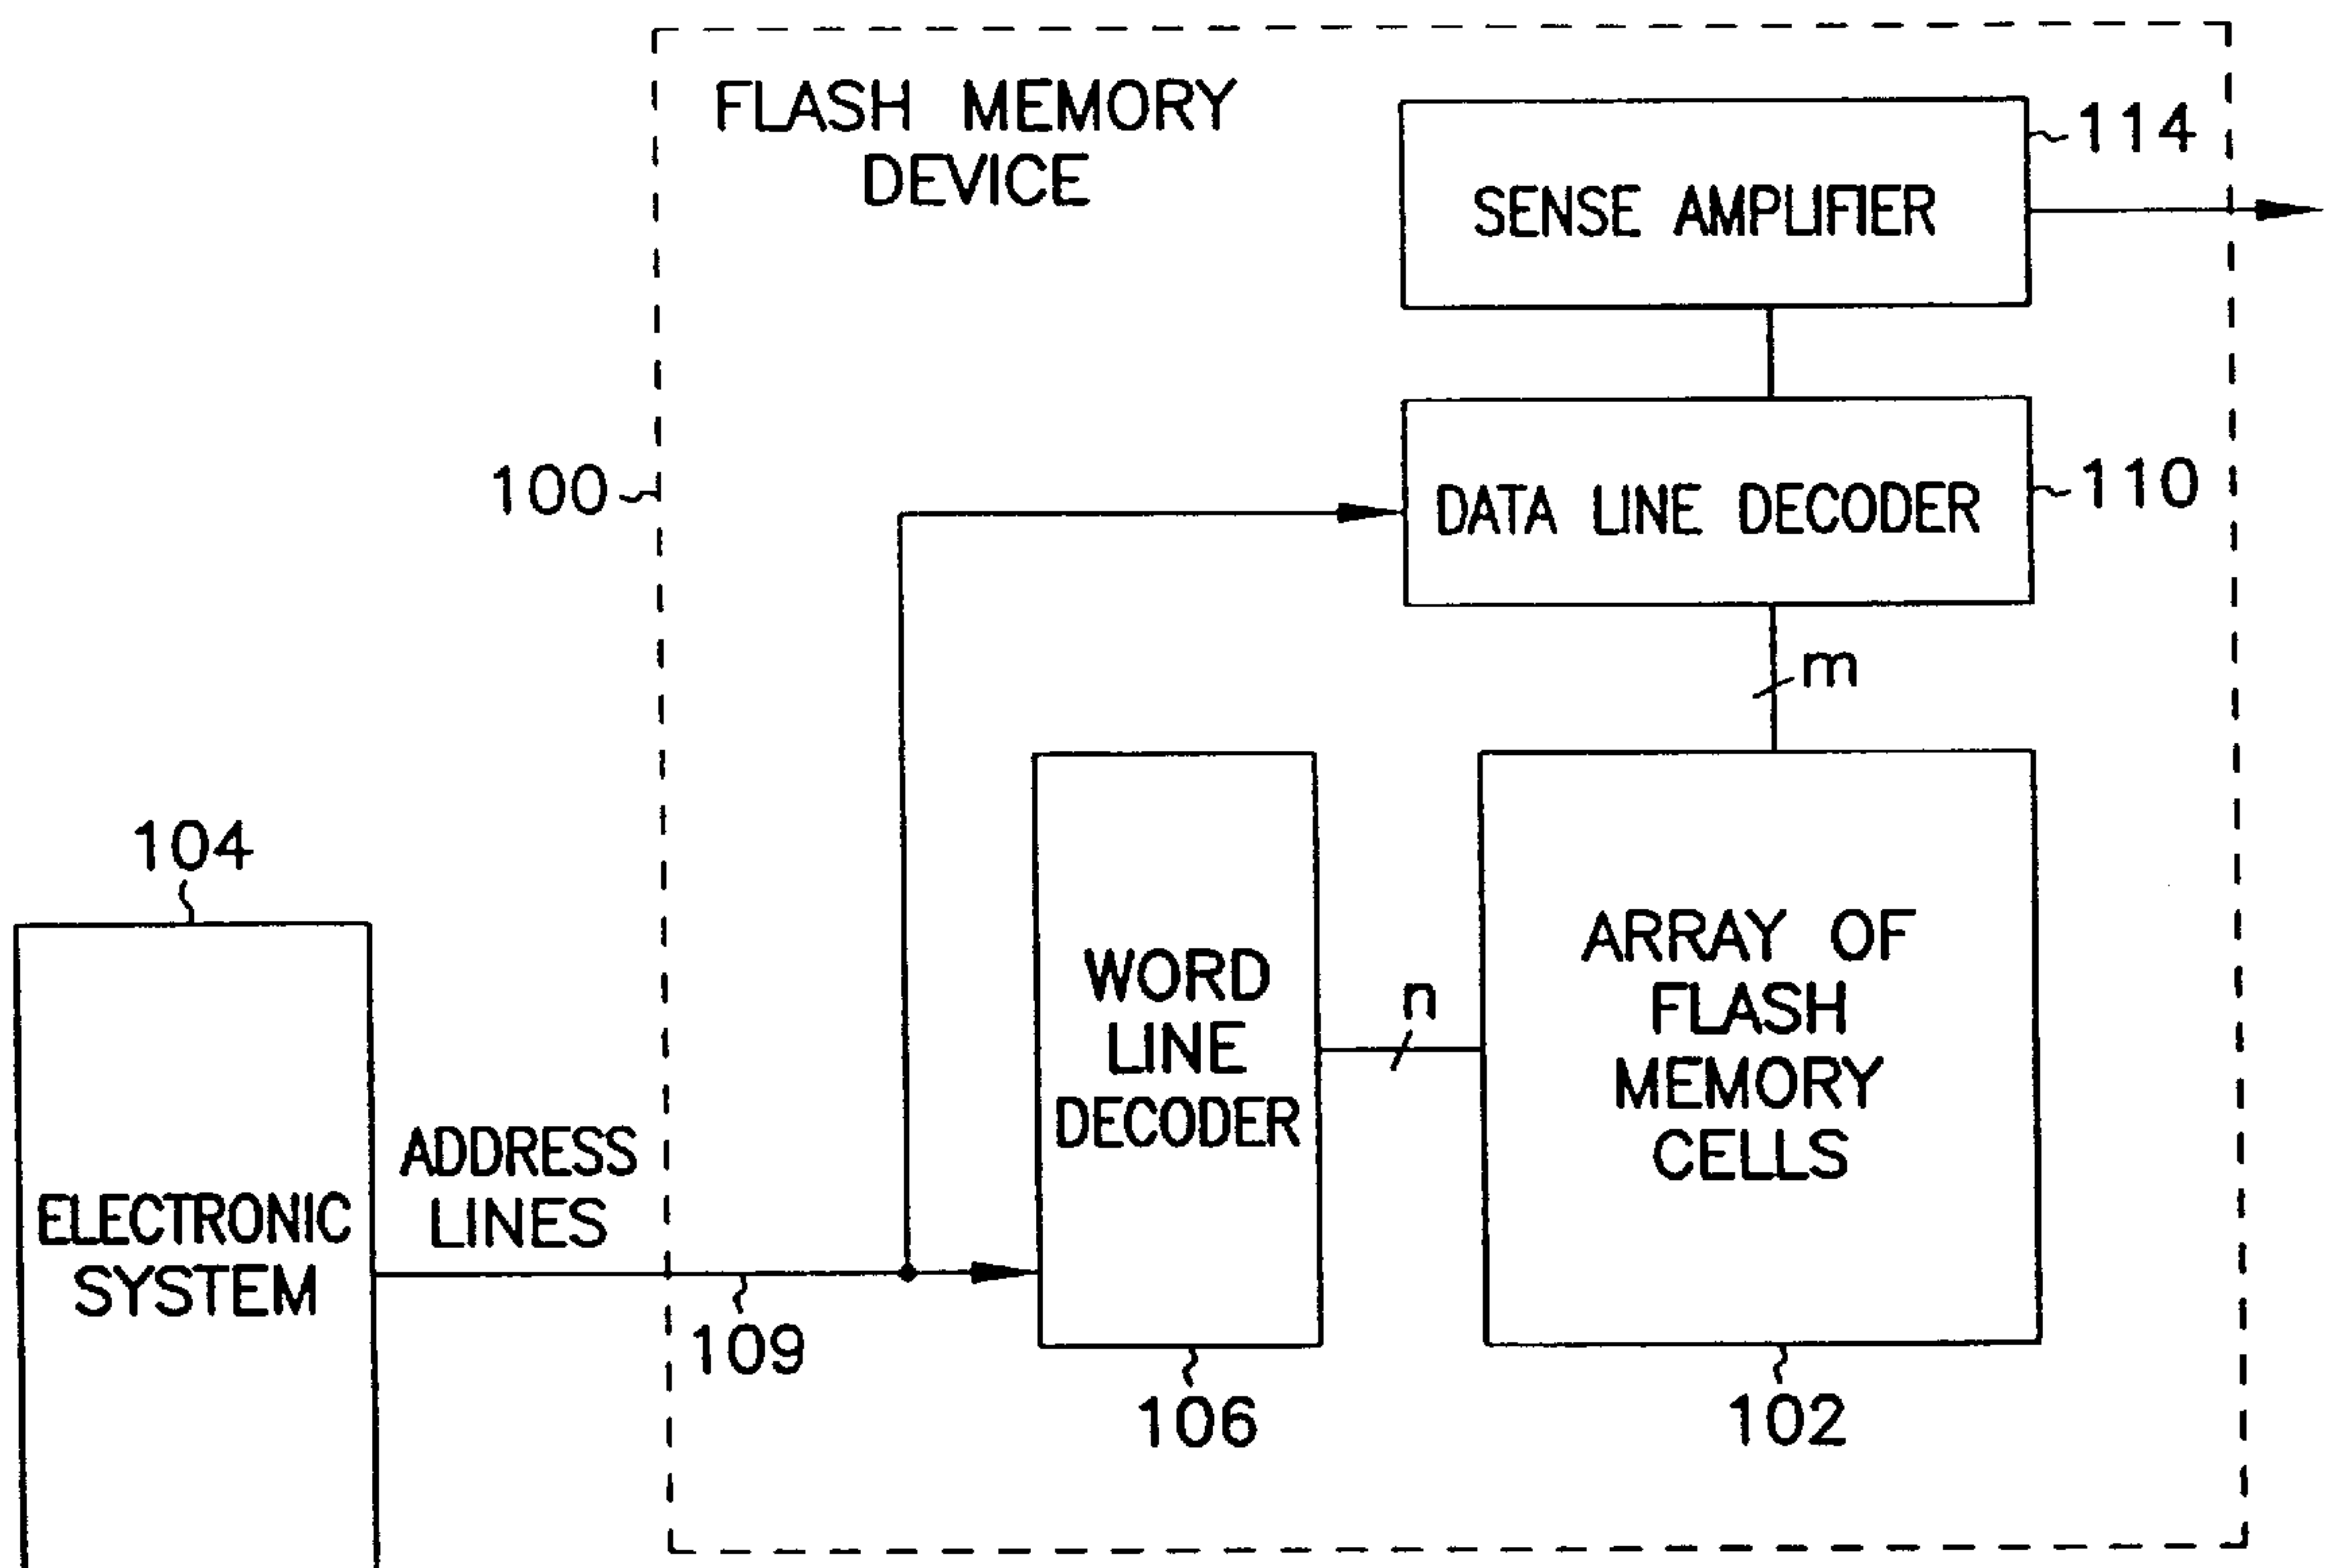 FLASH MEMORY
DEVICE
114
SENSE AMPLIFIER
100
110
DATA LINE DECODER
m
104
WORD
LINE
DECODER
n
ARRAY OF
FLASH
MEMORY
CELLS
ADDRESS
LINES
ELECTRONIC
SYSTEM
109
106
102